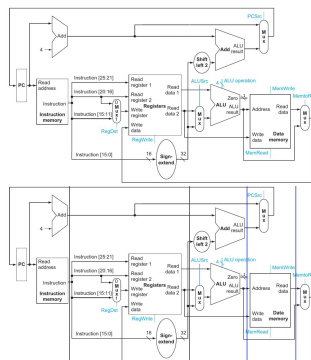 PCSrc
M
u
x
Add
4
Add ALU
result
Shift
left 2
PC
Read
address
Instruction
Instruction
memory
Instruction [25:21]
Instruction [20:16]
Instruction [15:11]
RegDst
Read
register 1
Read
register 2
Write
register
Write
data
Read
data 1
Read
data 2
Registers
RegWrite
ALUSrc
M
u
x
4 ALU operation
Zero
ALU ALU
result
MemWrite
MemtoR
Address
Read
data
Write
data
Data
memory
MemRead
M
u
x
Instruction [15:0]
16
Sign-
extend
32
PCSrc
M
u
x
Add
4
Add ALU
result
Shift
left 2
PC
Read
address
Instruction
Instruction
memory
Instruction [25:21]
Instruction [20:16]
Instruction [15:11]
RegDst
Read
register 1
Read
register 2
Write
register
Write
data
Read
data 1
Read
data 2
Registers
RegWrite
ALUSrc
M
u
x
4 ALU operation
Zero
ALU ALU
result
MemWrite
MemtoR
Address
Read
data
Write
data
Data
memory
MemRead
M
u
x
Instruction [15:0]
16
Sign-
extend
32